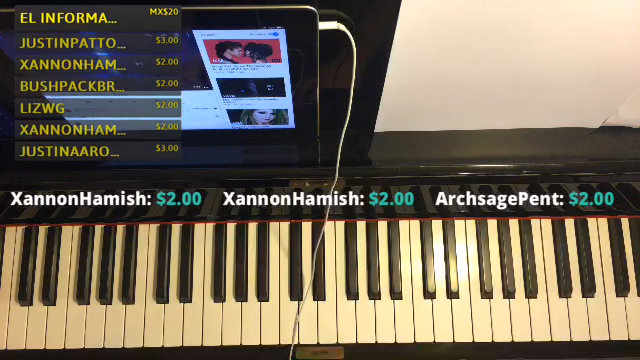 EL INFORMA... MX$20
JUSTINPATTO... $3.00
XANNONHAM... $2.00
BUSHPACKBR... $2.00
LIZWG $2.00
XANNONHAM... $2.00
JUSTINAARO... $3.00
XannonHamish: $2.00 XannonHamish: $2.00 ArchsagePent: $2.00